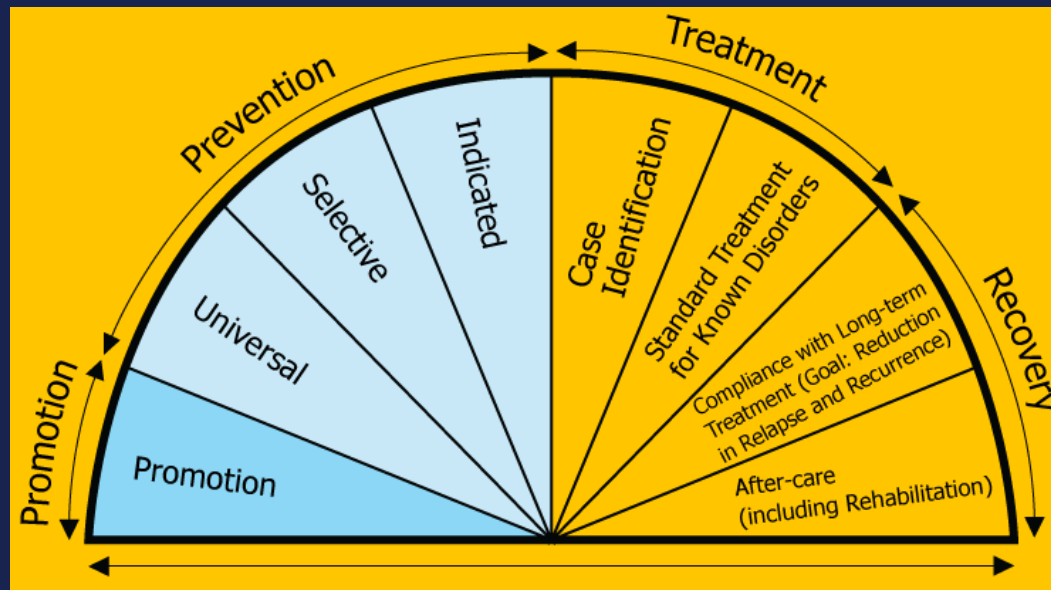 Promotion
Prevention
Treatment
Recovery
Promotion
Universal
Selective
Indicated
Case
Identification
Standard Treatment
for Known Disorders
Compliance with Long-term
Treatment (Goal: Reduction
in Relapse and Recurrence)
After-care
(including Rehabilitation)